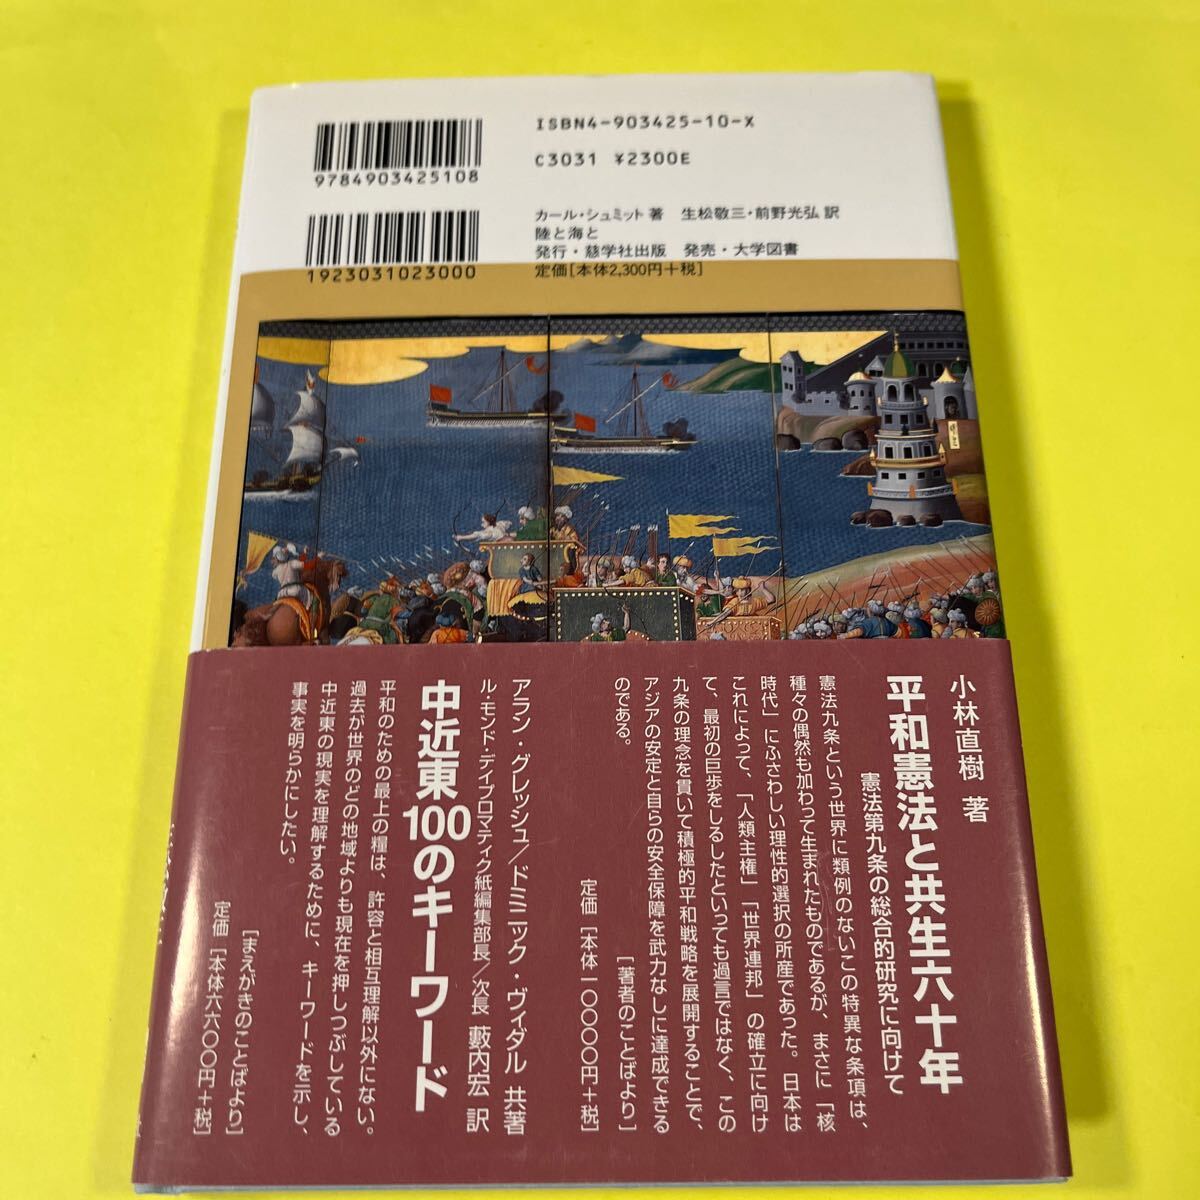 ISBN4-903425-10-X
C3031 ¥2300E
9784903425108
1923031023000
カール・シュミット 著　生松敬三・前野光弘 訳
陸と海と
発行・慈学社出版　発売・大学図書
定価[本体2,300円+税]
小林直樹 著
平和憲法と共生六十年
憲法第九条の総合的研究に向けて
憲法九条という世界に類例のないこの特異な条項は、
種々の偶然も加わって生まれたものであるが、まさに「核
時代」にふさわしい理性的選択の所産であった。日本は
これによって、「人類主権」「世界連邦」の確立に向け
て、最初の巨歩をしるしたといっても過言ではなく、この
九条の理念を貫いて積極的平和戦略を展開することで、
アジアの安定と自らの安全保障を武力なしに達成できる
のである。
[著者のことばより]
定価[本体一〇〇〇〇円+税]
アラン・グレッシュ/ドミニック・ヴィダル 共著
ル・モンド・デイプロマティク紙編集部長/次長 藪内宏 訳
中近東100のキーワード
平和のための最上の糧は、許容と相互理解以外にない。
過去が世界のどの地域よりも現在を押しつぶしている
中近東の現実を理解するために、キーワードを示し、
事実を明らかにしたい。
[まえがきのことばより]
定価[本体六六〇〇円+税]